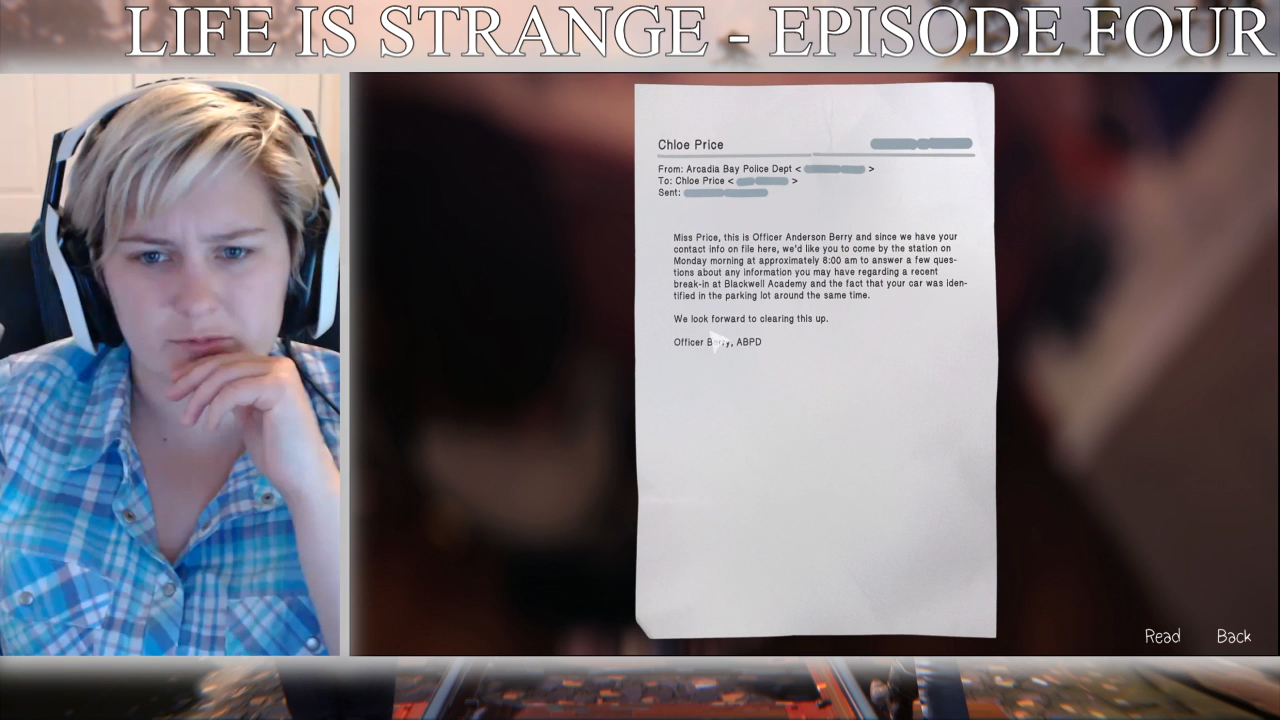 LIFE IS STRANGE - EPISODE FOUR
Chloe Price
From: Arcadia Bay Police Dept < >
To: Chloe Price < >
Sent:
Miss Price, this is Officer Anderson Berry and since we have your
contact info on file here, we'd like you to come by the station on
Monday morning at approximately 8:00 am to answer a few ques-
tions about any information you may have regarding a recent
break-in at Blackwell Academy and the fact that your car was iden-
tified in the parking lot around the same time.
We look forward to clearing this up.
Officer Berry, ABPD
Read Back